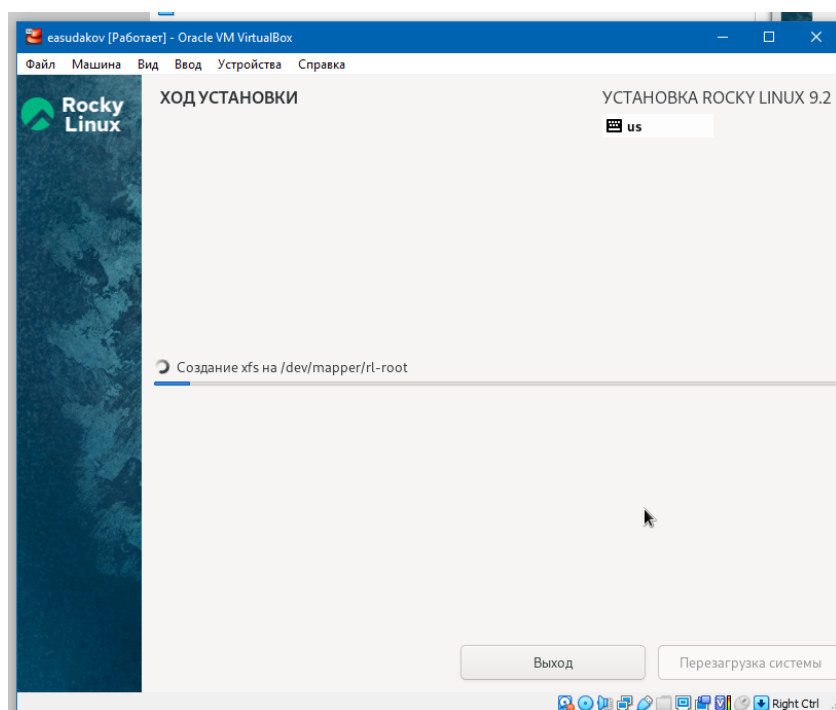 easudakov [Работает] - Oracle VM VirtualBox
Файл Машина Вид Ввод Устройства Справка
Rocky
Linux
ХОД УСТАНОВКИ
УСТАНОВКА ROCKY LINUX 9.2
us
Создание xfs на /dev/mapper/rl-root
Выход
Перезагрузка системы
Right Ctrl